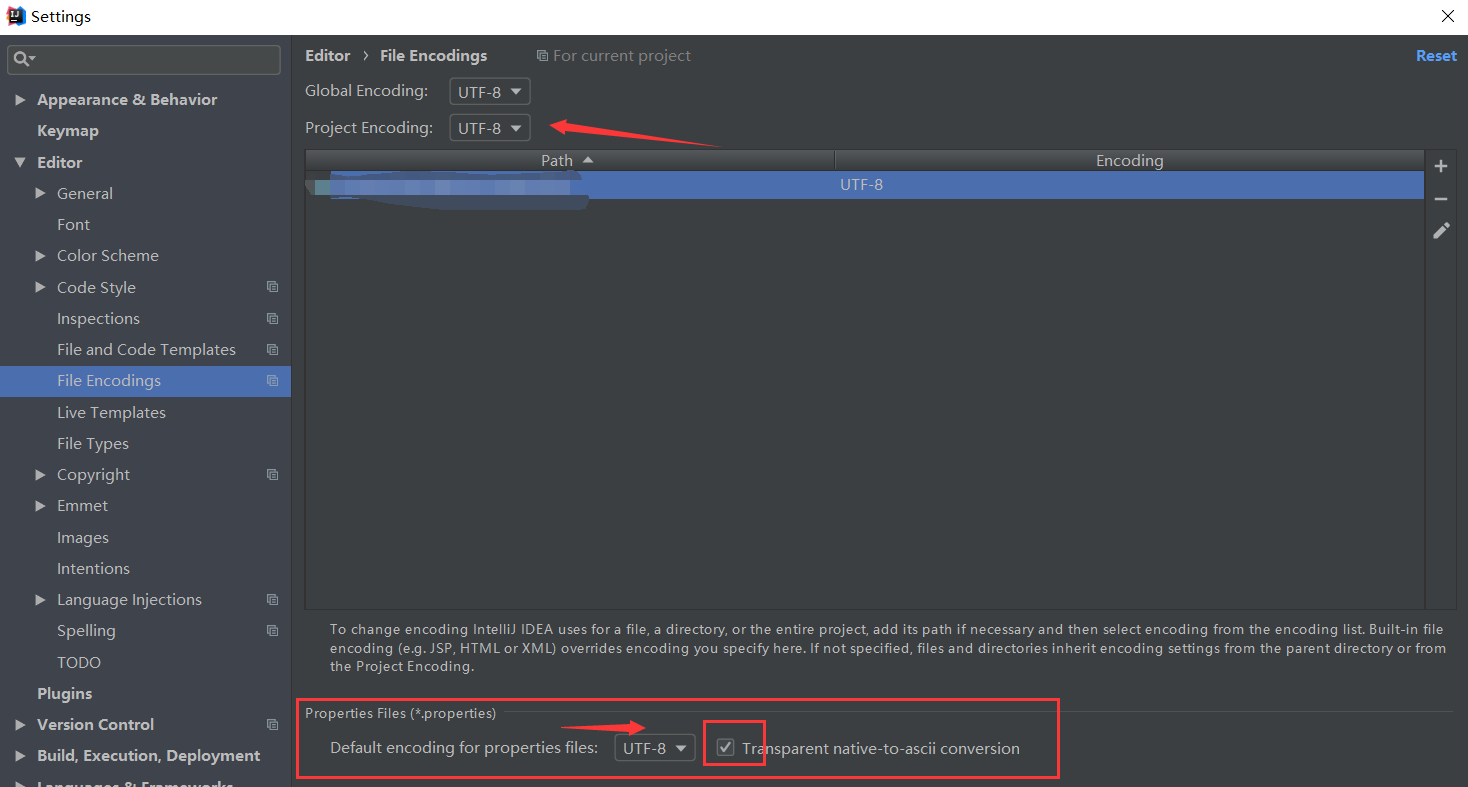 Settings
Editor › File Encodings For current project Reset
Global Encoding: UTF-8
Project Encoding: UTF-8
Path Encoding
UTF-8
Appearance & Behavior
Keymap
Editor
General
Font
Color Scheme
Code Style
Inspections
File and Code Templates
File Encodings
Live Templates
File Types
Copyright
Emmet
Images
Intentions
Language Injections
Spelling
TODO
Plugins
Version Control
Build, Execution, Deployment
Languages & Frameworks
To change encoding IntelliJ IDEA uses for a file, a directory, or the entire project, add its path if necessary and then select encoding from the encoding list. Built-in file
encoding (e.g. JSP, HTML or XML) overrides encoding you specify here. If not specified, files and directories inherit encoding settings from the parent directory or from
the Project Encoding.
Properties Files (*.properties)
Default encoding for properties files: UTF-8 Transparent native-to-ascii conversion